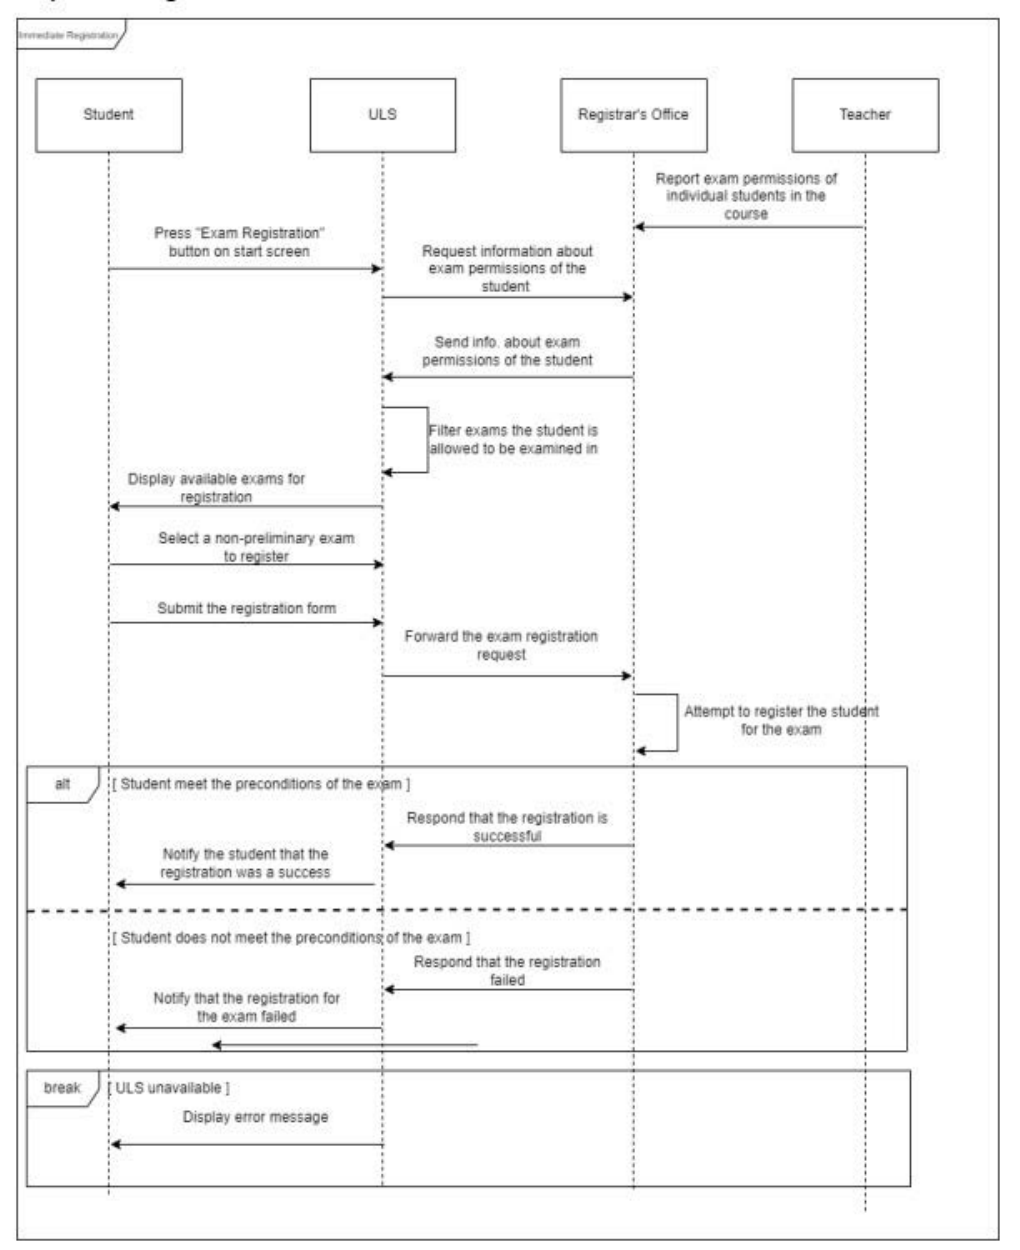 Immediate Registration
Student
ULS
Registrar's Office
Teacher
Report exam permissions of
individual students in the
course
Press "Exam Registration"
button on start screen
Request information about
exam permissions of the
student
Send info. about exam
permissions of the student
Filter exams the student is
allowed to be examined in
Display available exams for
registration
Select a non-preliminary exam
to register
Submit the registration form
Forward the exam registration
request
Attempt to register the student
for the exam
alt
[ Student meet the preconditions of the exam ]
Respond that the registration is
successful
Notify the student that the
registration was a success
[ Student does not meet the preconditions of the exam ]
Respond that the registration
failed
Notify that the registration for
the exam failed
break
[ ULS unavailable ]
Display error message